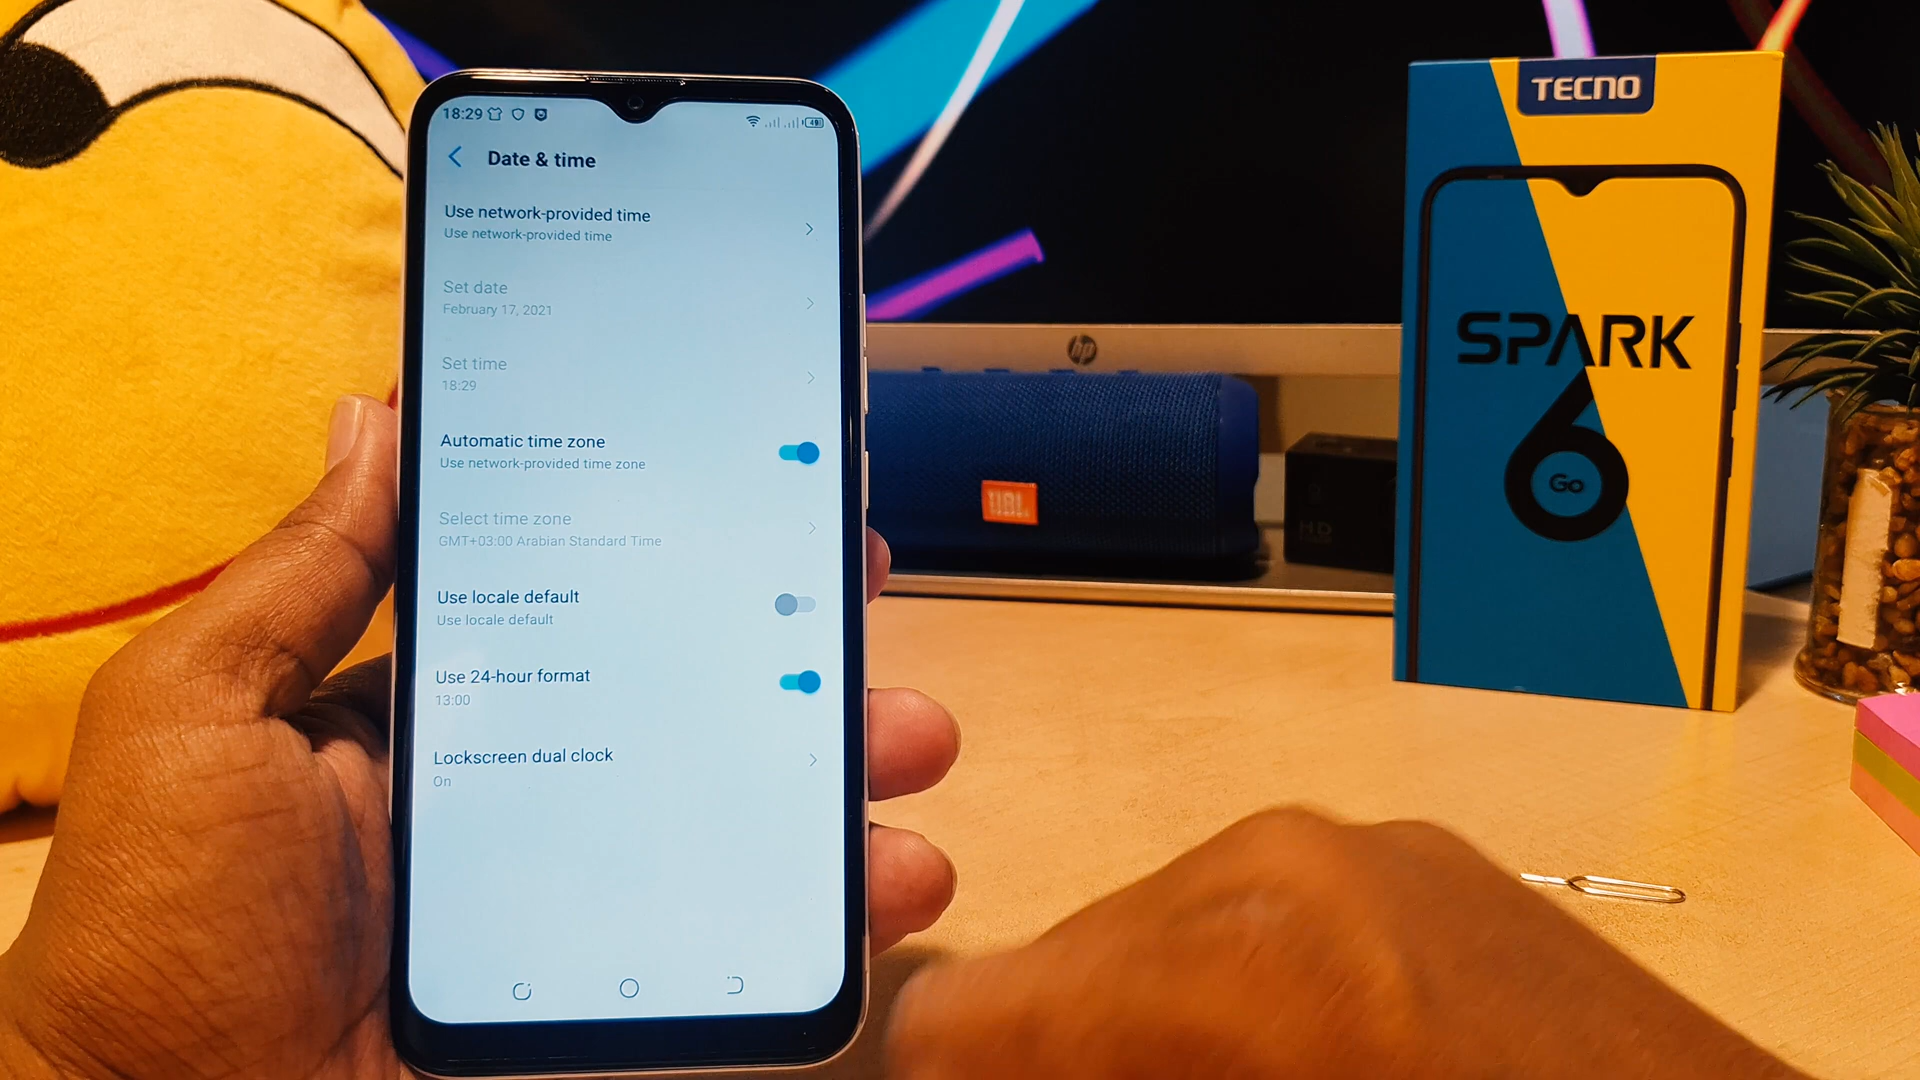 18:29
49
Date & time
Use network-provided time
Use network-provided time
Set date
February 17, 2021
Set time
18:29
Automatic time zone
Use network-provided time zone
Select time zone
GMT+03:00 Arabian Standard Time
Use locale default
Use locale default
Use 24-hour format
13:00
Lockscreen dual clock
On
hp
JBL
HD
TECNO
SPARK
6
Go